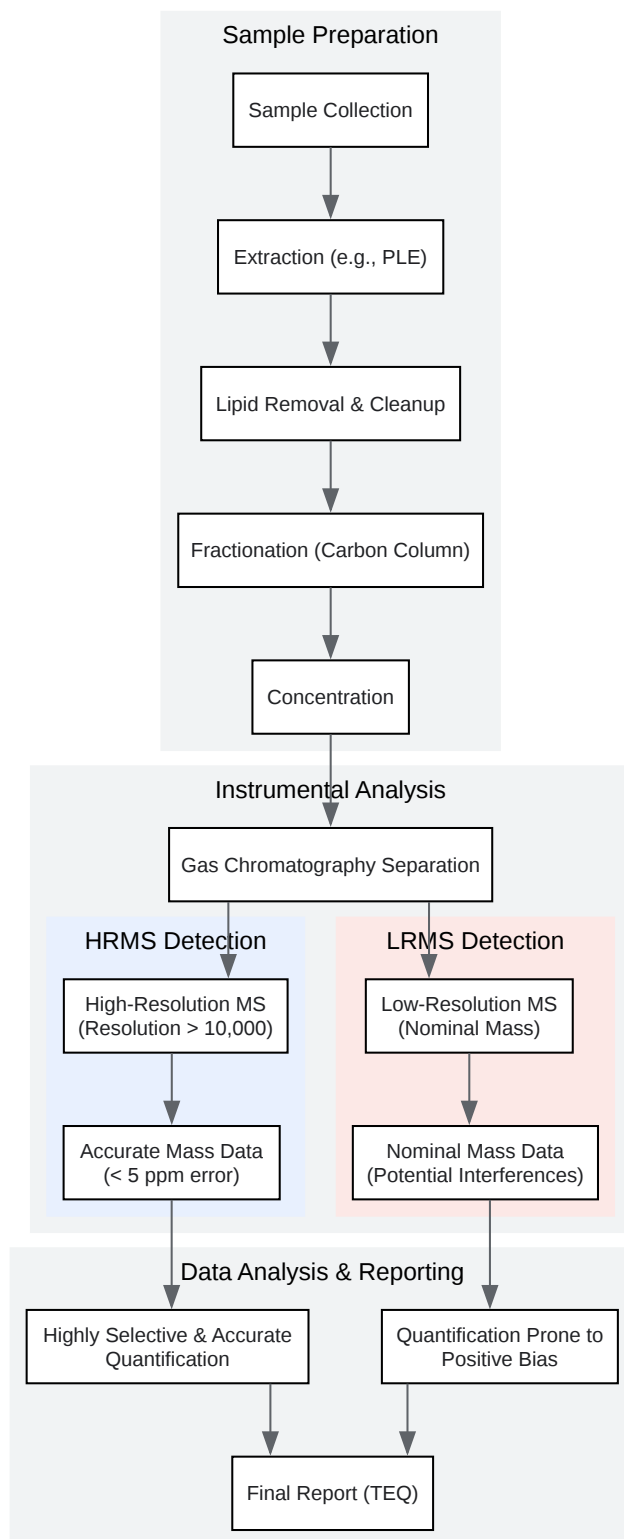 Sample Preparation
Sample Collection
Extraction (e.g., PLE)
Lipid Removal & Cleanup
Fractionation (Carbon Column)
Concentration
Instrumental Analysis
Gas Chromatography Separation
HRMS Detection
High-Resolution MS
(Resolution > 10,000)
Accurate Mass Data
(< 5 ppm error)
LRMS Detection
Low-Resolution MS
(Nominal Mass)
Nominal Mass Data
(Potential Interferences)
Data Analysis & Reporting
Highly Selective & Accurate
Quantification
Quantification Prone to
Positive Bias
Final Report (TEQ)